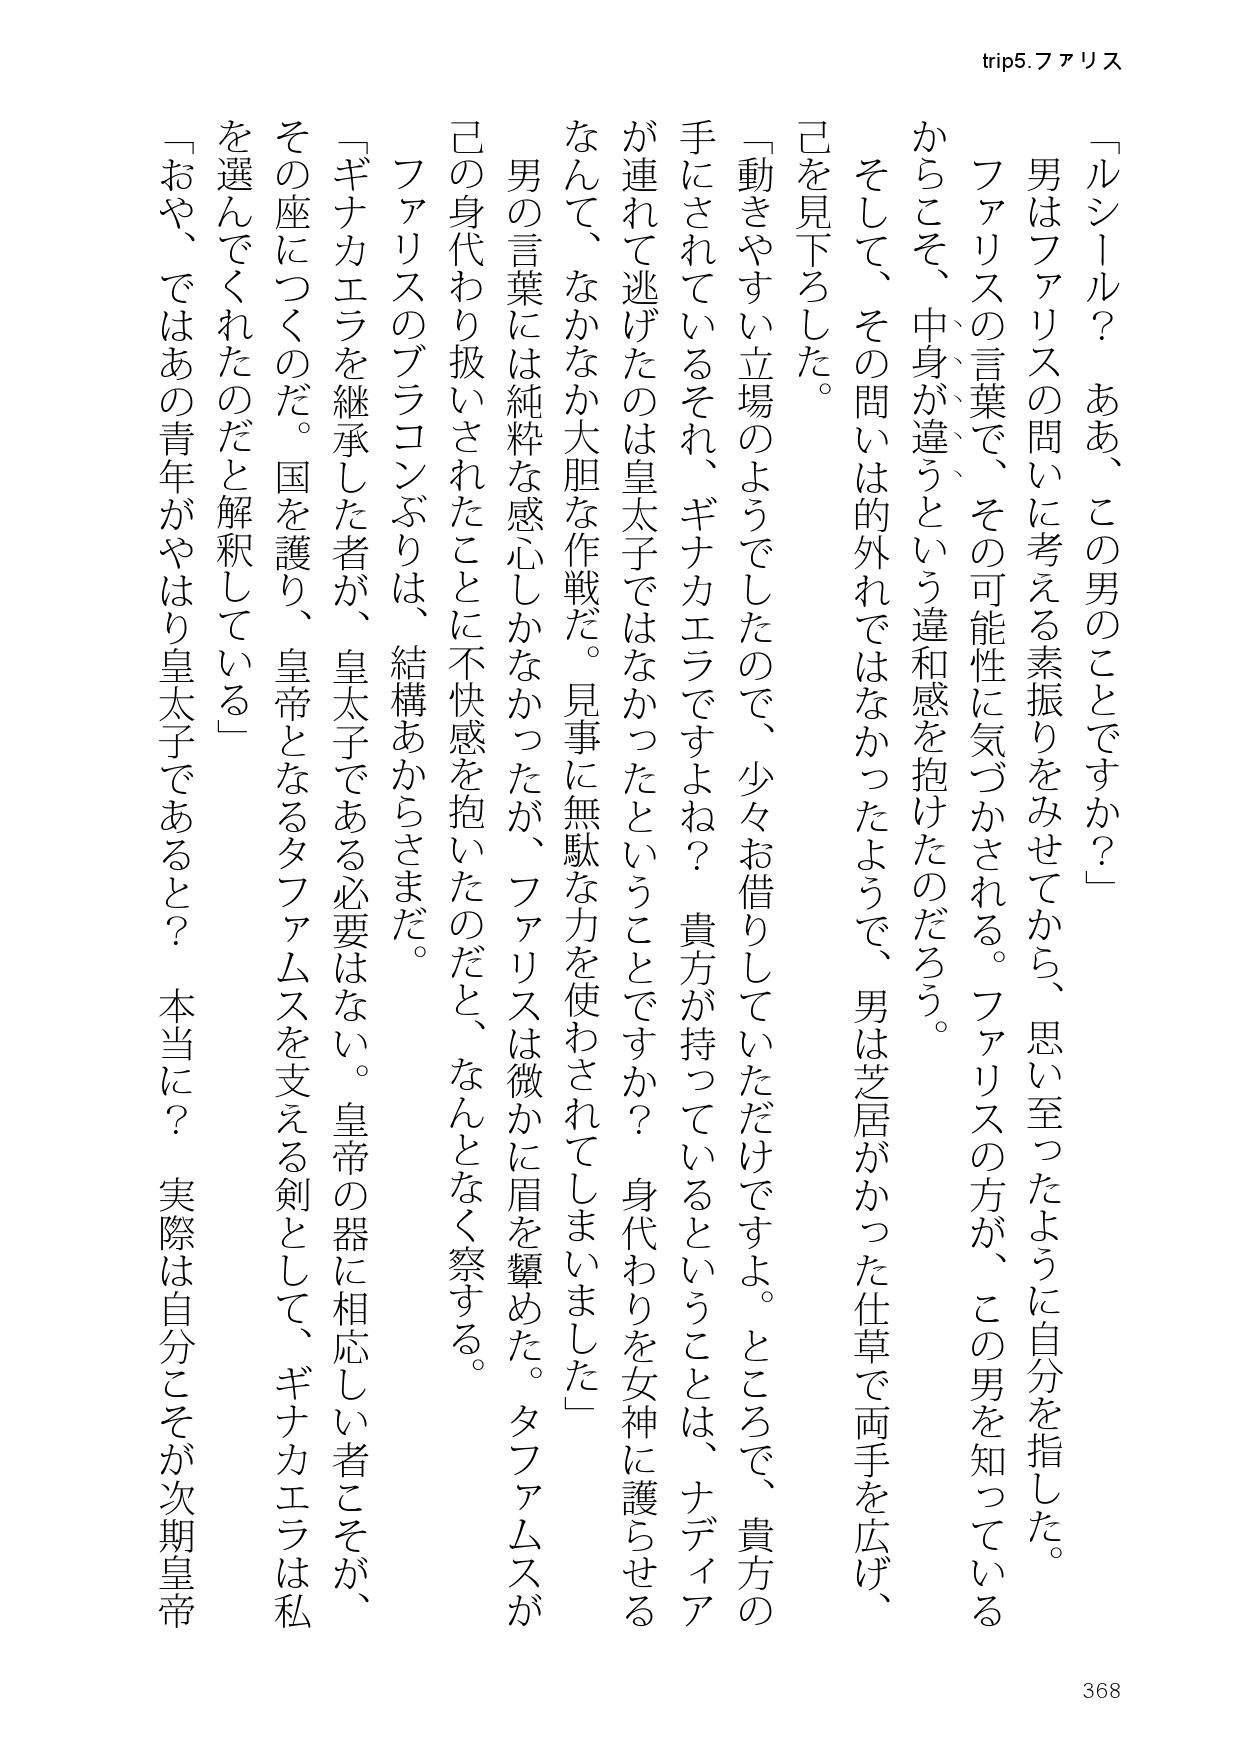 trip5.ファリス
「ルシール？　ああ、この男のことですか？」
　男はファリスの問いに考える素振りをみせてから、思い至ったように自分を指した。
　ファリスの言葉で、その可能性に気づかされる。ファリスの方が、この男を知っている
からこそ、中身が違うという違和感を抱けたのだろう。
　そして、その問いは的外れではなかったようで、男は芝居がかった仕草で両手を広げ、
己を見下ろした。
「動きやすい立場のようでしたので、少々お借りしていただけですよ。ところで、貴方の
手にされているそれ、ギナカエラですよね？　貴方が持っているということは、ナディア
が連れて逃げたのは皇太子ではなかったということですか？　身代わりを女神に護らせる
なんて、なかなか大胆な作戦だ。見事に無駄な力を使わされてしまいました」
　男の言葉には純粋な感心しかなかったが、ファリスは微かに眉を顰めた。タファムスが
己の身代わり扱いされたことに不快感を抱いたのだと、なんとなく察する。
　ファリスのブラコンぶりは、結構あからさまだ。
「ギナカエラを継承した者が、皇太子である必要はない。皇帝の器に相応しい者こそが、
その座につくのだ。国を護り、皇帝となるタファムスを支える剣として、ギナカエラは私
を選んでくれたのだと解釈している」
「おや、ではあの青年がやはり皇太子であると？　本当に？　実際は自分こそが次期皇帝
368